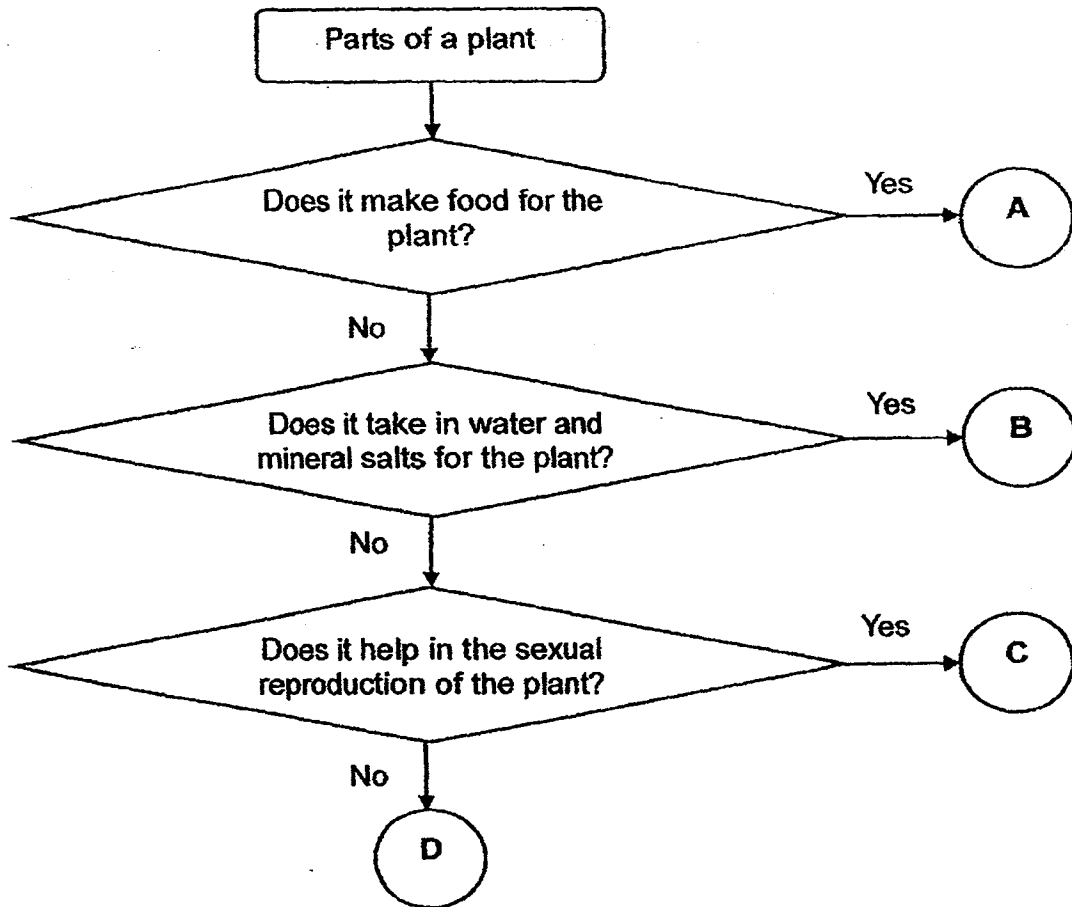 Parts of a plant
Does it make food for the
plant?
Yes
A
No
Does it take in water and
mineral salts for the plant?
Yes
B
No
Does it help in the sexual
reproduction of the plant?
Yes
C
No
D